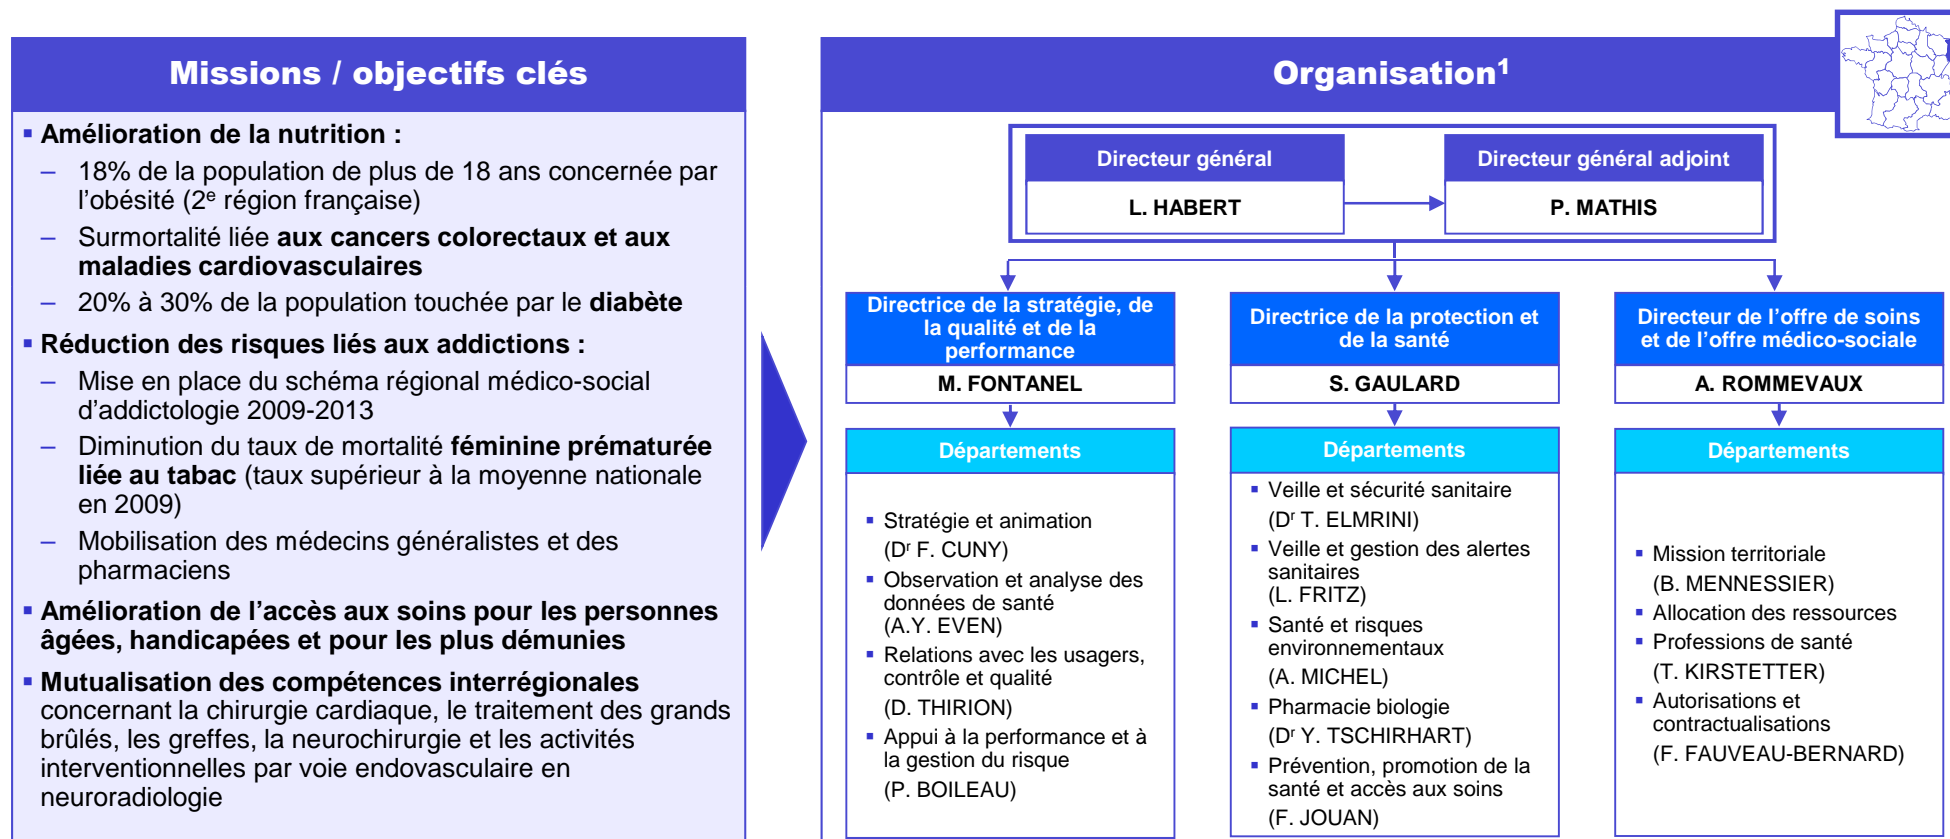 Missions / objectifs clés
▪ Amélioration de la nutrition :
– 18% de la population de plus de 18 ans concernée par
l’obésité (2e région française)
– Surmortalité liée aux cancers colorectaux et aux
maladies cardiovasculaires
– 20% à 30% de la population touchée par le diabète
▪ Réduction des risques liés aux addictions :
– Mise en place du schéma régional médico-social
d’addictologie 2009-2013
– Diminution du taux de mortalité féminine prématurée
liée au tabac (taux supérieur à la moyenne nationale
en 2009)
– Mobilisation des médecins généralistes et des
pharmaciens
▪ Amélioration de l’accès aux soins pour les personnes
âgées, handicapées et pour les plus démunies
▪ Mutualisation des compétences interrégionales
concernant la chirurgie cardiaque, le traitement des grands
brûlés, les greffes, la neurochirurgie et les activités
interventionnelles par voie endovasculaire en
neuroradiologie
Organisation1
Directeur général
L. HABERT
Directeur général adjoint
P. MATHIS
Directrice de la stratégie, de
la qualité et de la
performance
M. FONTANEL
Départements
▪ Stratégie et animation
(Dr F. CUNY)
▪ Observation et analyse des
données de santé
(A.Y. EVEN)
▪ Relations avec les usagers,
contrôle et qualité
(D. THIRION)
▪ Appui à la performance et à
la gestion du risque
(P. BOILEAU)
Directrice de la protection et
de la santé
S. GAULARD
Départements
▪ Veille et sécurité sanitaire
(Dr T. ELMRINI)
▪ Veille et gestion des alertes
sanitaires
(L. FRITZ)
▪ Santé et risques
environnementaux
(A. MICHEL)
▪ Pharmacie biologie
(Dr Y. TSCHIRHART)
▪ Prévention, promotion de la
santé et accès aux soins
(F. JOUAN)
Directeur de l’offre de soins
et de l’offre médico-sociale
A. ROMMEVAUX
Départements
▪ Mission territoriale
(B. MENNESSIER)
▪ Allocation des ressources
▪ Professions de santé
(T. KIRSTETTER)
▪ Autorisations et
contractualisations
(F. FAUVEAU-BERNARD)